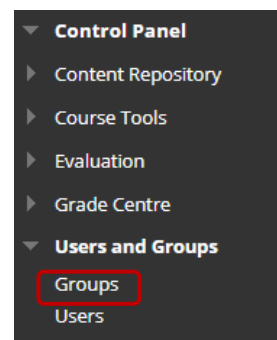 Control Panel
Content Repository
Course Tools
Evaluation
Grade Centre
Users and Groups
Groups
Users